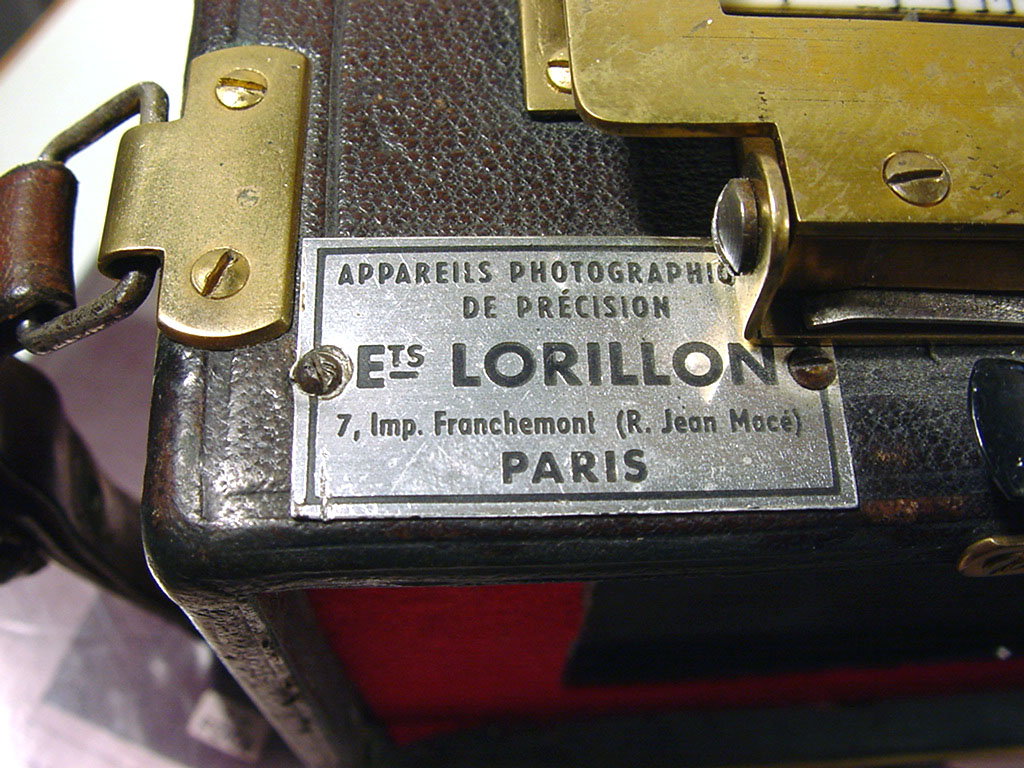 APPAREILS PHOTOGRAPHIQ
DE PRÉCISION
ETS LORILLON
7, Imp. Franchemont (R. Jean Macé)
PARIS